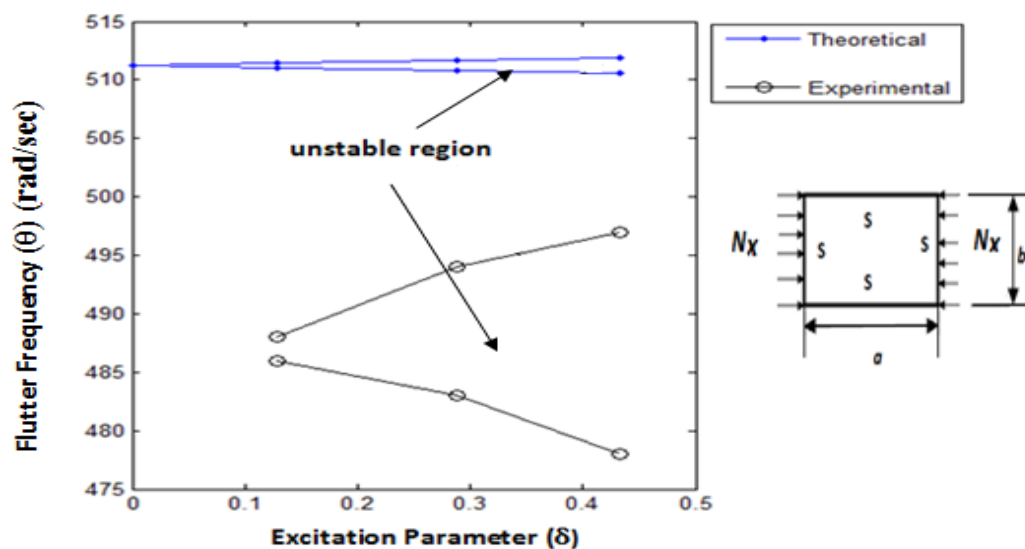 515
510
505
500
495
490
485
480
475
0
0.1
0.2
0.3
0.4
0.5
Flutter Frequency (θ) (rad/sec)
Excitation Parameter (δ)
unstable region
Theoretical
Experimental
S
S
S
S
NX
NX
b
a